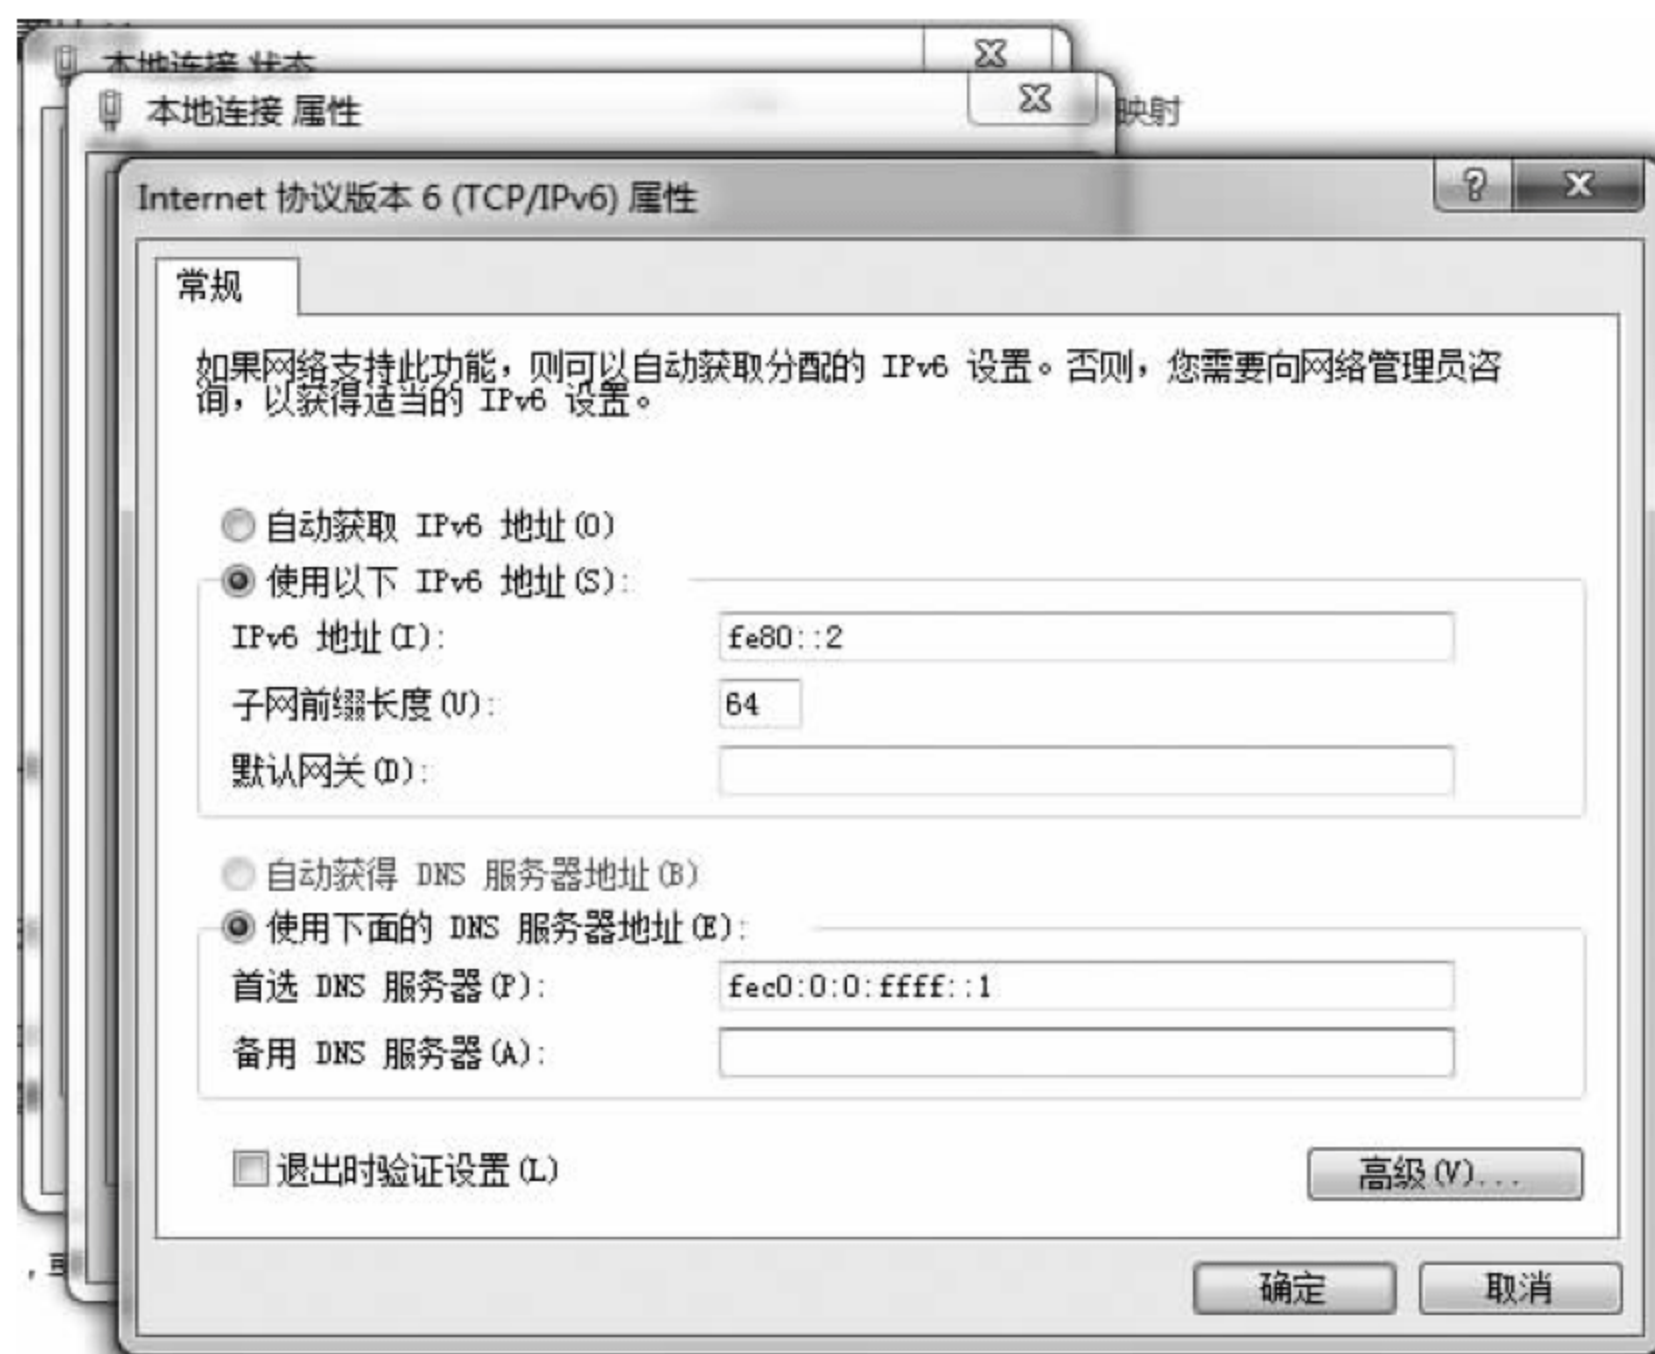 本地连接 状态
本地连接 属性
映射
Internet 协议版本 6 (TCP/IPv6) 属性
常规
如果网络支持此功能，则可以自动获取分配的 IPv6 设置。否则，您需要向网络管理员咨
询，以获得适当的 IPv6 设置。
自动获取 IPv6 地址(O)
使用以下 IPv6 地址(S):
IPv6 地址(I):
fe80::2
子网前缀长度(U):
64
默认网关(D):
自动获得 DNS 服务器地址(B)
使用下面的 DNS 服务器地址(E):
首选 DNS 服务器(P):
fec0:0:0:ffff::1
备用 DNS 服务器(A):
退出时验证设置(L)
高级(V)...
确定
取消